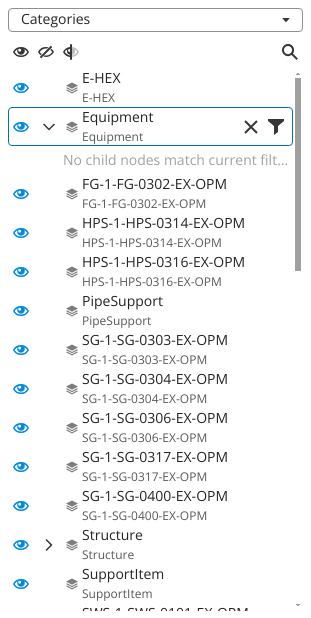 Categories
E-HEX
E-HEX
Equipment
Equipment
No child nodes match current filt...
FG-1-FG-0302-EX-OPM
FG-1-FG-0302-EX-OPM
HPS-1-HPS-0314-EX-OPM
HPS-1-HPS-0314-EX-OPM
HPS-1-HPS-0316-EX-OPM
HPS-1-HPS-0316-EX-OPM
PipeSupport
PipeSupport
SG-1-SG-0303-EX-OPM
SG-1-SG-0303-EX-OPM
SG-1-SG-0304-EX-OPM
SG-1-SG-0304-EX-OPM
SG-1-SG-0306-EX-OPM
SG-1-SG-0306-EX-OPM
SG-1-SG-0317-EX-OPM
SG-1-SG-0317-EX-OPM
SG-1-SG-0400-EX-OPM
SG-1-SG-0400-EX-OPM
Structure
Structure
SupportItem
SupportItem